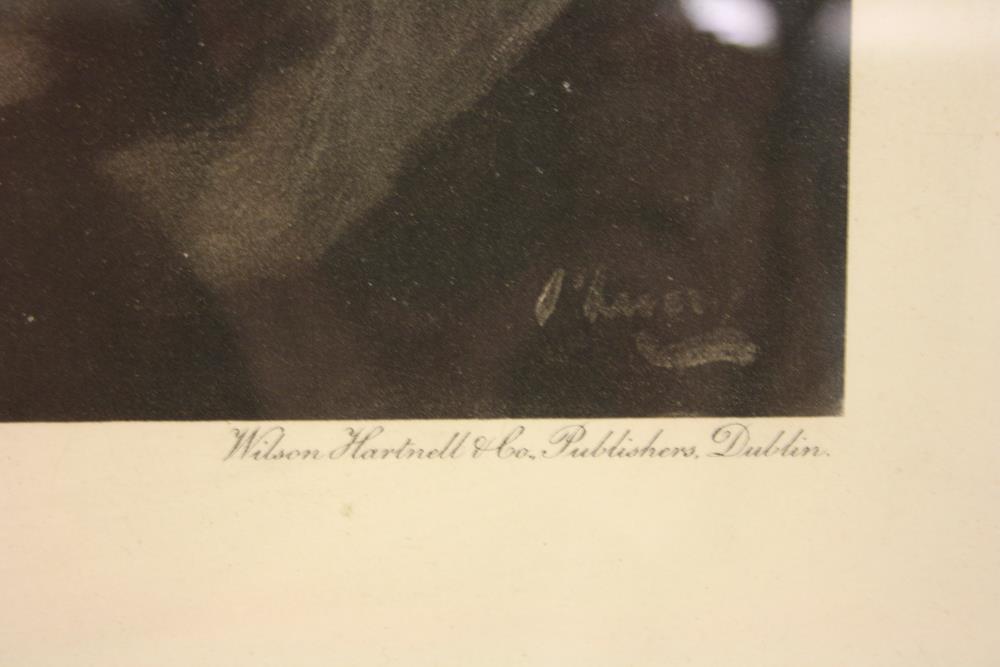 Wilson Hartnell & Co., Publishers, Dublin.